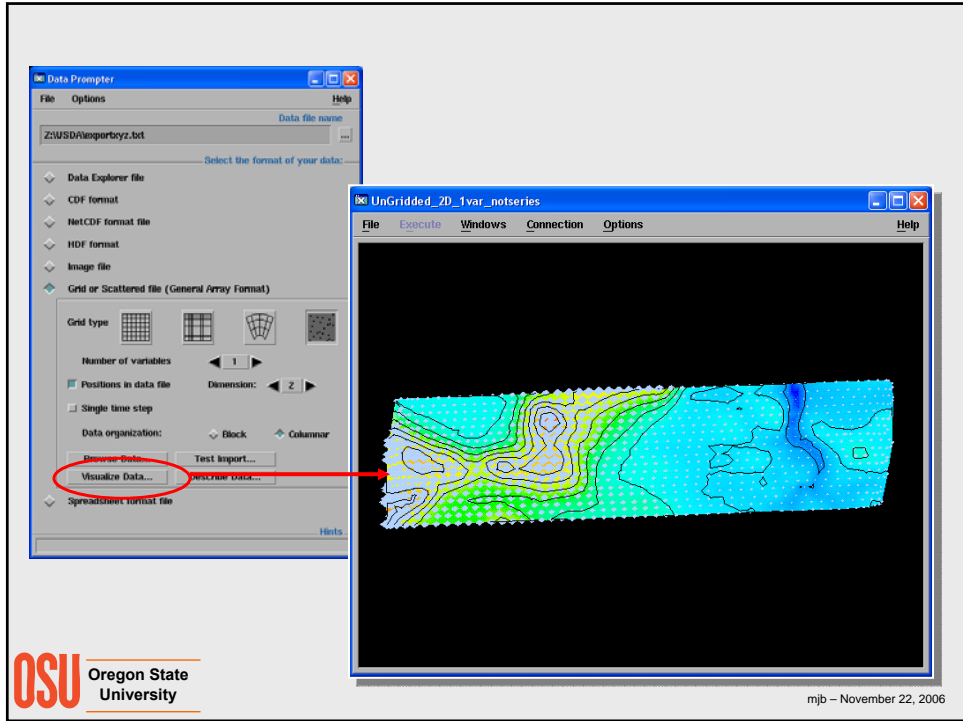 Data Prompter
File Options Help
Data file name
Z:\USDA\exportxyz.txt ...
Select the format of your data:
Data Explorer file
CDF format
NetCDF format file
HDF format
Image file
Grid or Scattered file (General Array Format)
Grid type
Number of variables 1
Positions in data file Dimension: 2
Single time step
Data organization: Block Columnar
Browse Data... Test Import...
Visualize Data... Describe Data...
Spreadsheet format file
Hints
UnGridded_2D_1var_notseries
File Execute Windows Connection Options Help
OSU
Oregon State
University
mjb – November 22, 2006